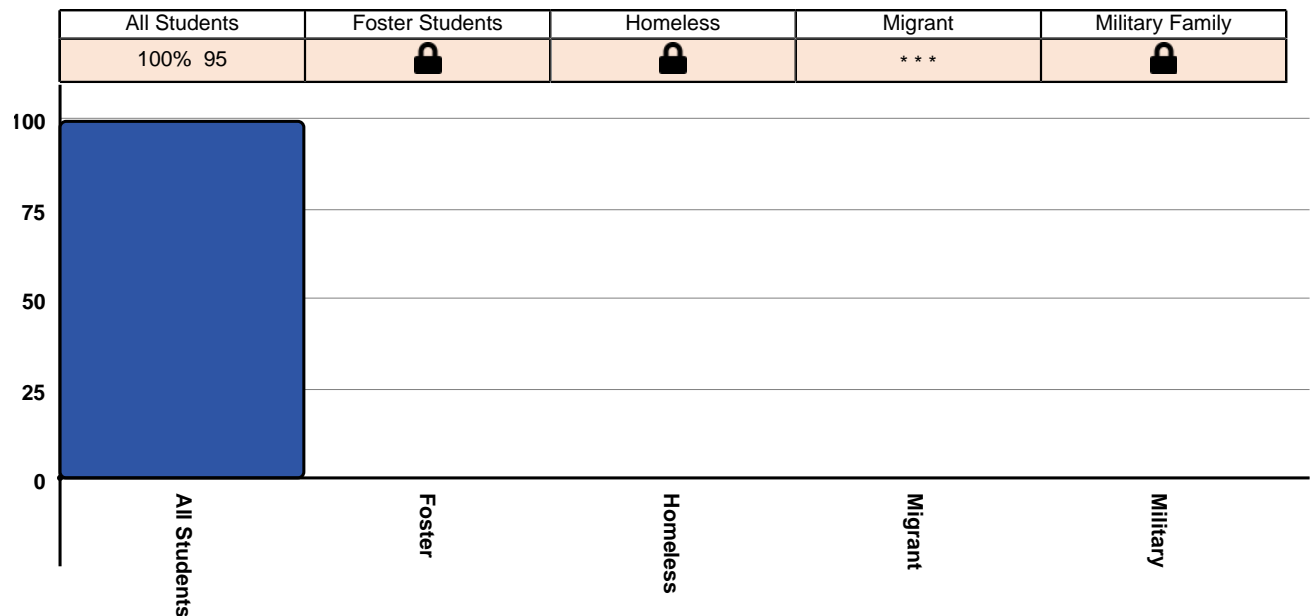 All Students Foster Students Homeless Migrant Military Family
100% 95 * * *
100
75
50
25
0
All Students
Foster
Homeless
Migrant
Military